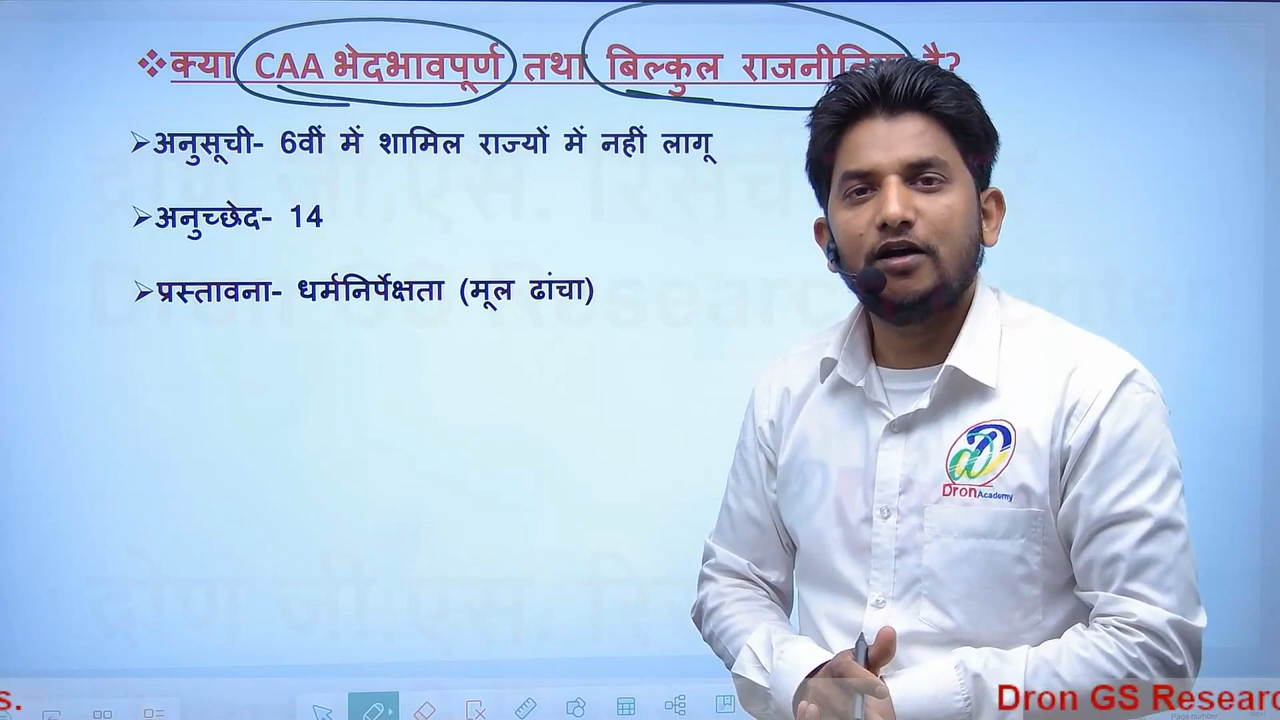 ❖क्या CAA भेदभावपूर्ण तथा बिल्कुल है?
➢अनुसूची- 6वीं में शामिल राज्यों में नहीं लागू
➢अनुच्छेद- 14
➢प्रस्तावना- धर्मनिर्पेक्षता (मूल ढांचा)
Dron Academy
s. Dron GS Researc